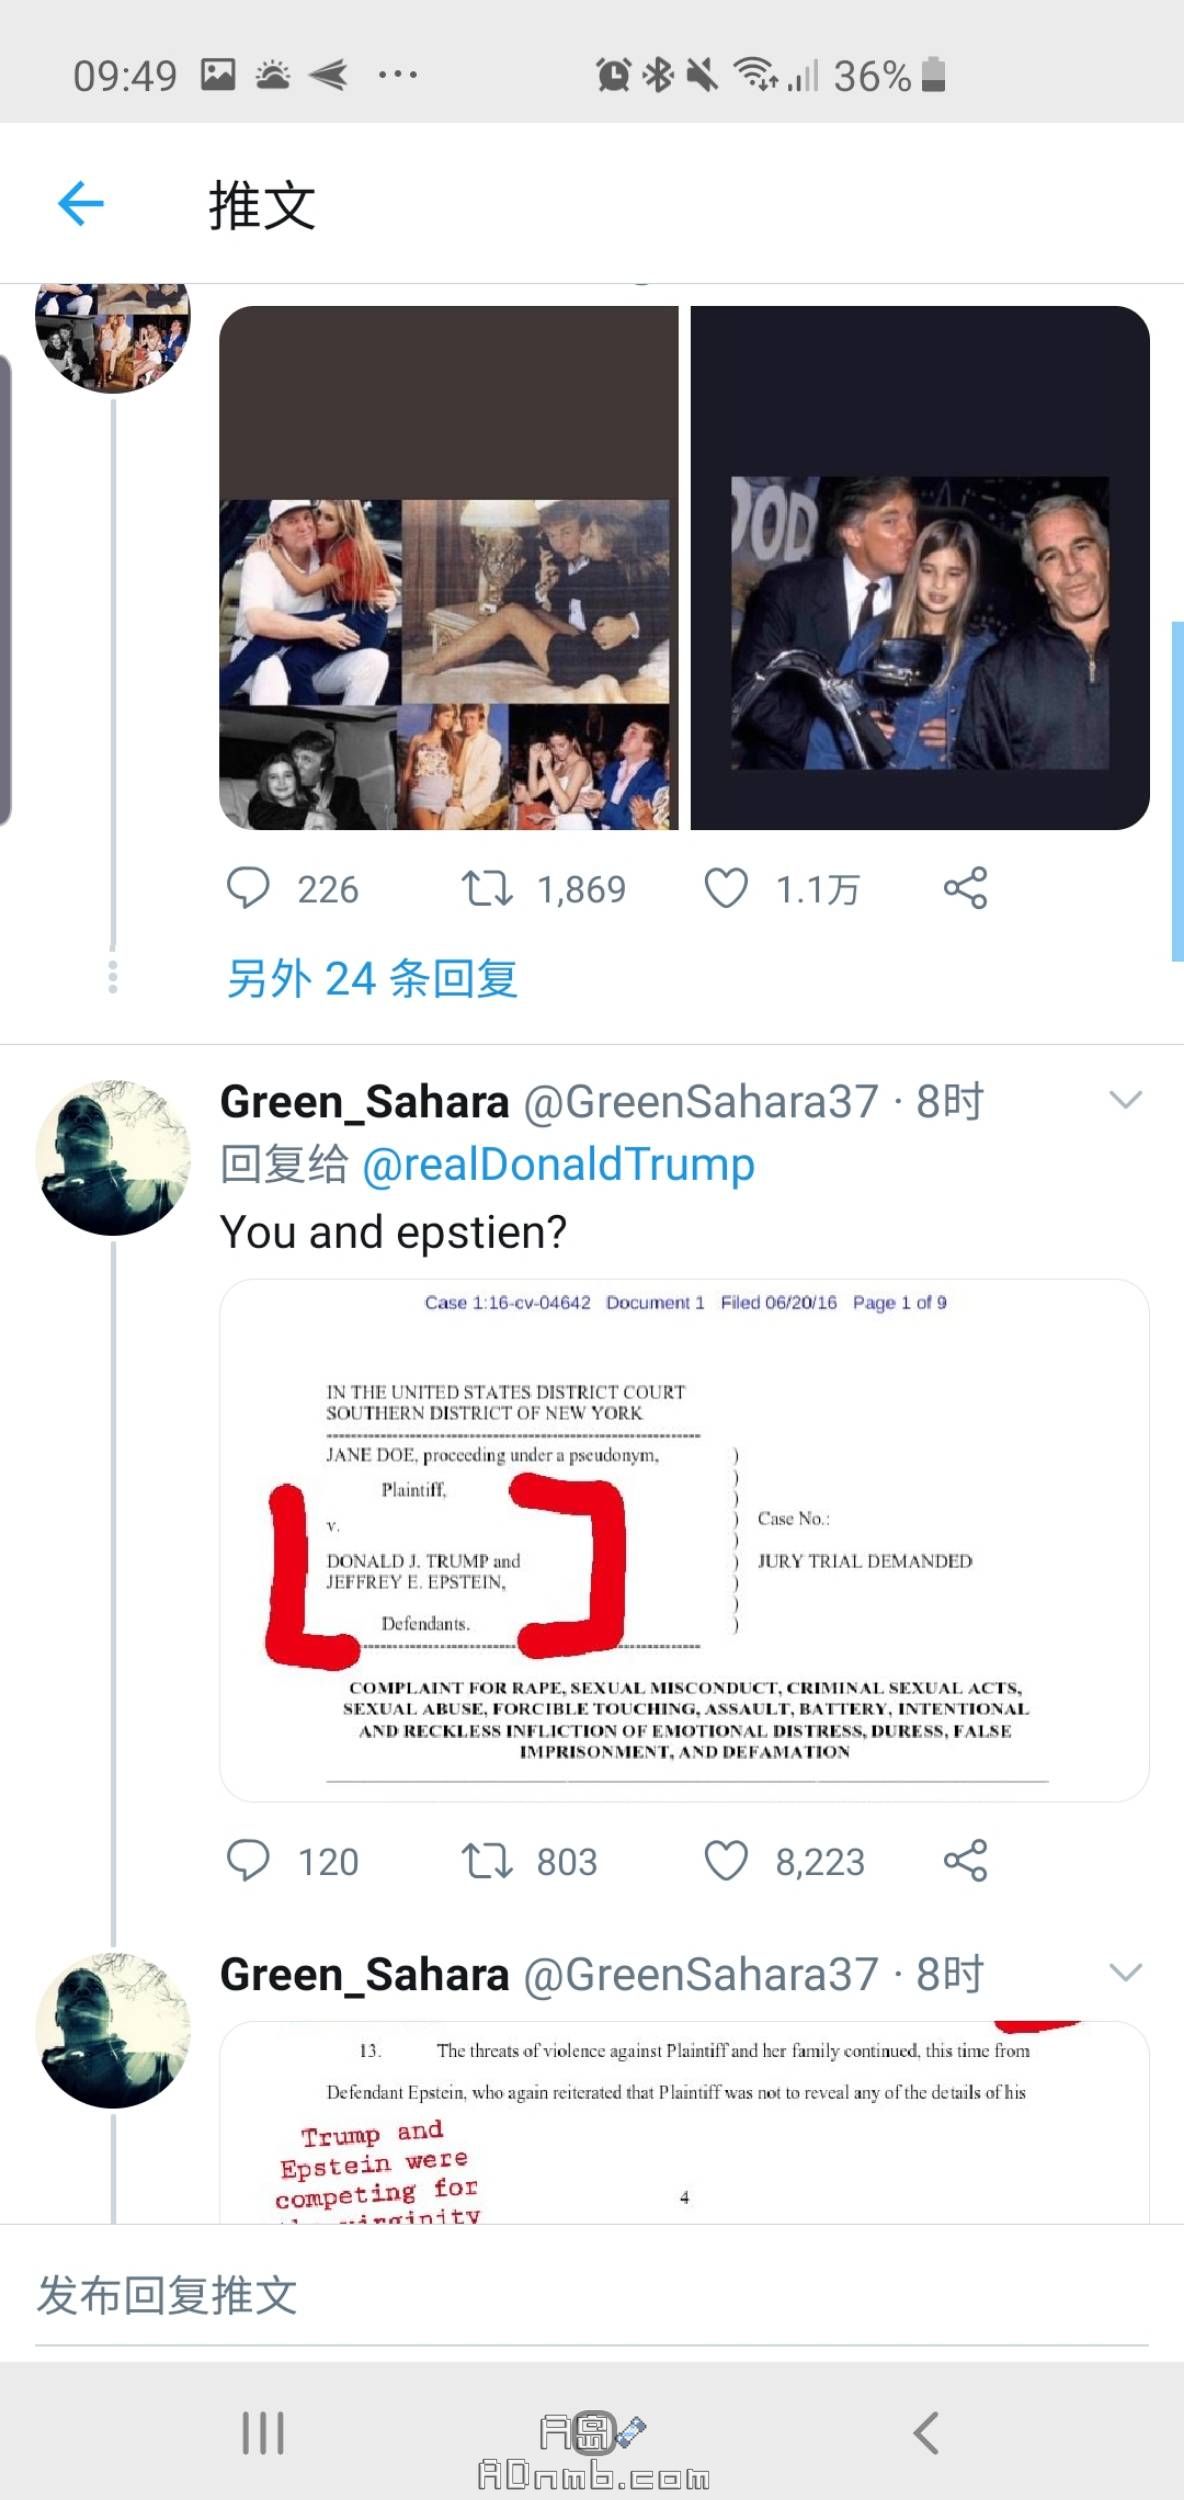 09:49
36%
推文
OOD
226
1,869
1.1万
另外 24 条回复
Green_Sahara @GreenSahara37 · 8时
回复给 @realDonaldTrump
You and epstien?
Case 1:16-cv-04642 Document 1 Filed 06/20/16 Page 1 of 9
IN THE UNITED STATES DISTRICT COURT
SOUTHERN DISTRICT OF NEW YORK
JANE DOE, proceeding under a pseudonym,
Plaintiff,
v.
Case No.:
DONALD J. TRUMP and
JURY TRIAL DEMANDED
JEFFREY E. EPSTEIN,
Defendants.
COMPLAINT FOR RAPE, SEXUAL MISCONDUCT, CRIMINAL SEXUAL ACTS,
SEXUAL ABUSE, FORCIBLE TOUCHING, ASSAULT, BATTERY, INTENTIONAL
AND RECKLESS INFLICTION OF EMOTIONAL DISTRESS, DURESS, FALSE
IMPRISONMENT, AND DEFAMATION
120
803
8,223
Green_Sahara @GreenSahara37 · 8时
13. The threats of violence against Plaintiff and her family continued, this time from
Defendant Epstein, who again reiterated that Plaintiff was not to reveal any of the details of his
Trump and
Epstein were
competing for
virginity
4
发布回复推文
A岛
ADnmb.com